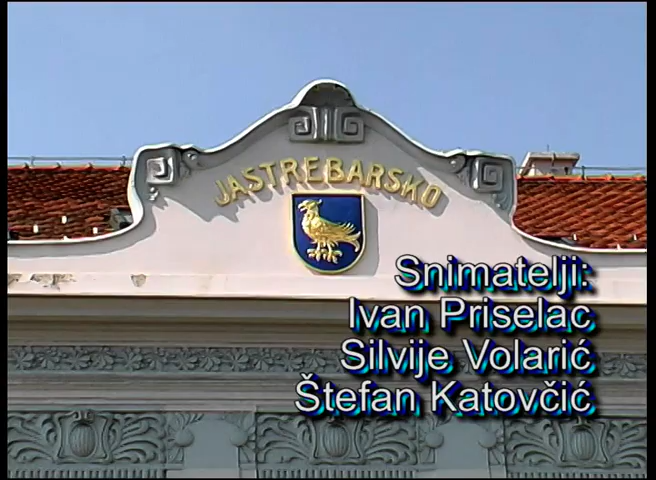 JASTREBARSKO
Snimatelji:
Ivan Priselac
Silvije Volarić
Štefan Katovčić